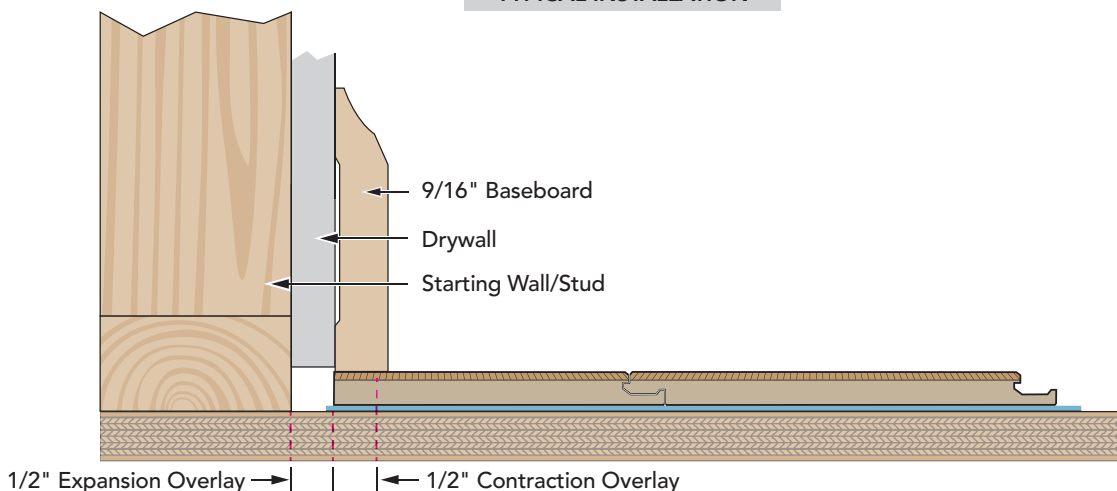 9/16" Baseboard
Drywall
Starting Wall/Stud
1/2" Expansion Overlay
1/2" Contraction Overlay